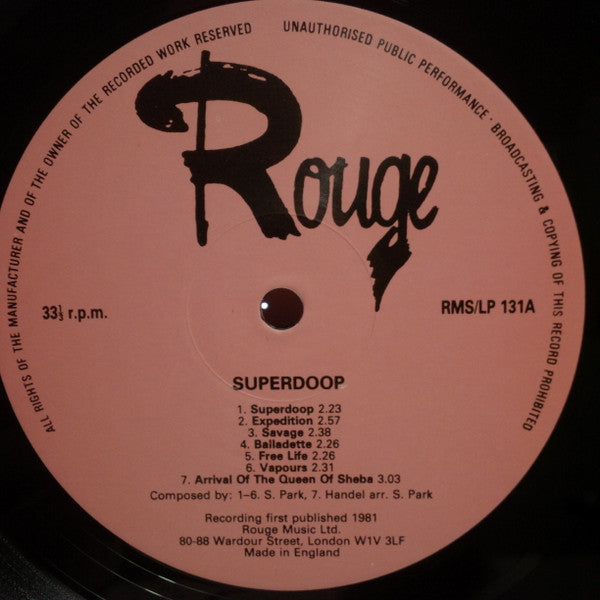 ALL RIGHTS OF THE MANUFACTURER AND OF THE OWNER OF THE RECORDED WORK RESERVED
UNAUTHORISED PUBLIC PERFORMANCE · BROADCASTING & COPYING OF THIS RECORD PROHIBITED
Rouge
33⅓ r.p.m.
RMS/LP 131A
SUPERDOOP
1. Superdoop 2.23
2. Expedition 2.57
3. Savage 2.38
4. Bailadette 2.26
5. Free Life 2.26
6. Vapours 2.31
7. Arrival Of The Queen Of Sheba 3.03
Composed by: 1–6. S. Park, 7. Handel arr. S. Park
Recording first published 1981
Rouge Music Ltd.
80-88 Wardour Street, London W1V 3LF
Made in England